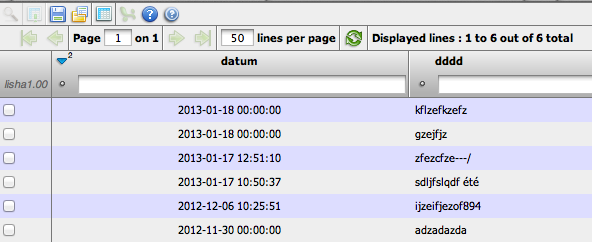 Page 1 on 1 50 lines per page Displayed lines : 1 to 6 out of 6 total
2 datum dddd
lisha1.00
2013-01-18 00:00:00 kflzefkzefz
2013-01-18 00:00:00 gzejfjz
2013-01-17 12:51:10 zfezcfze---/
2013-01-17 10:50:37 sdljfslqdf été
2012-12-06 10:25:51 ijzeifjezof894
2012-11-30 00:00:00 adzadazda